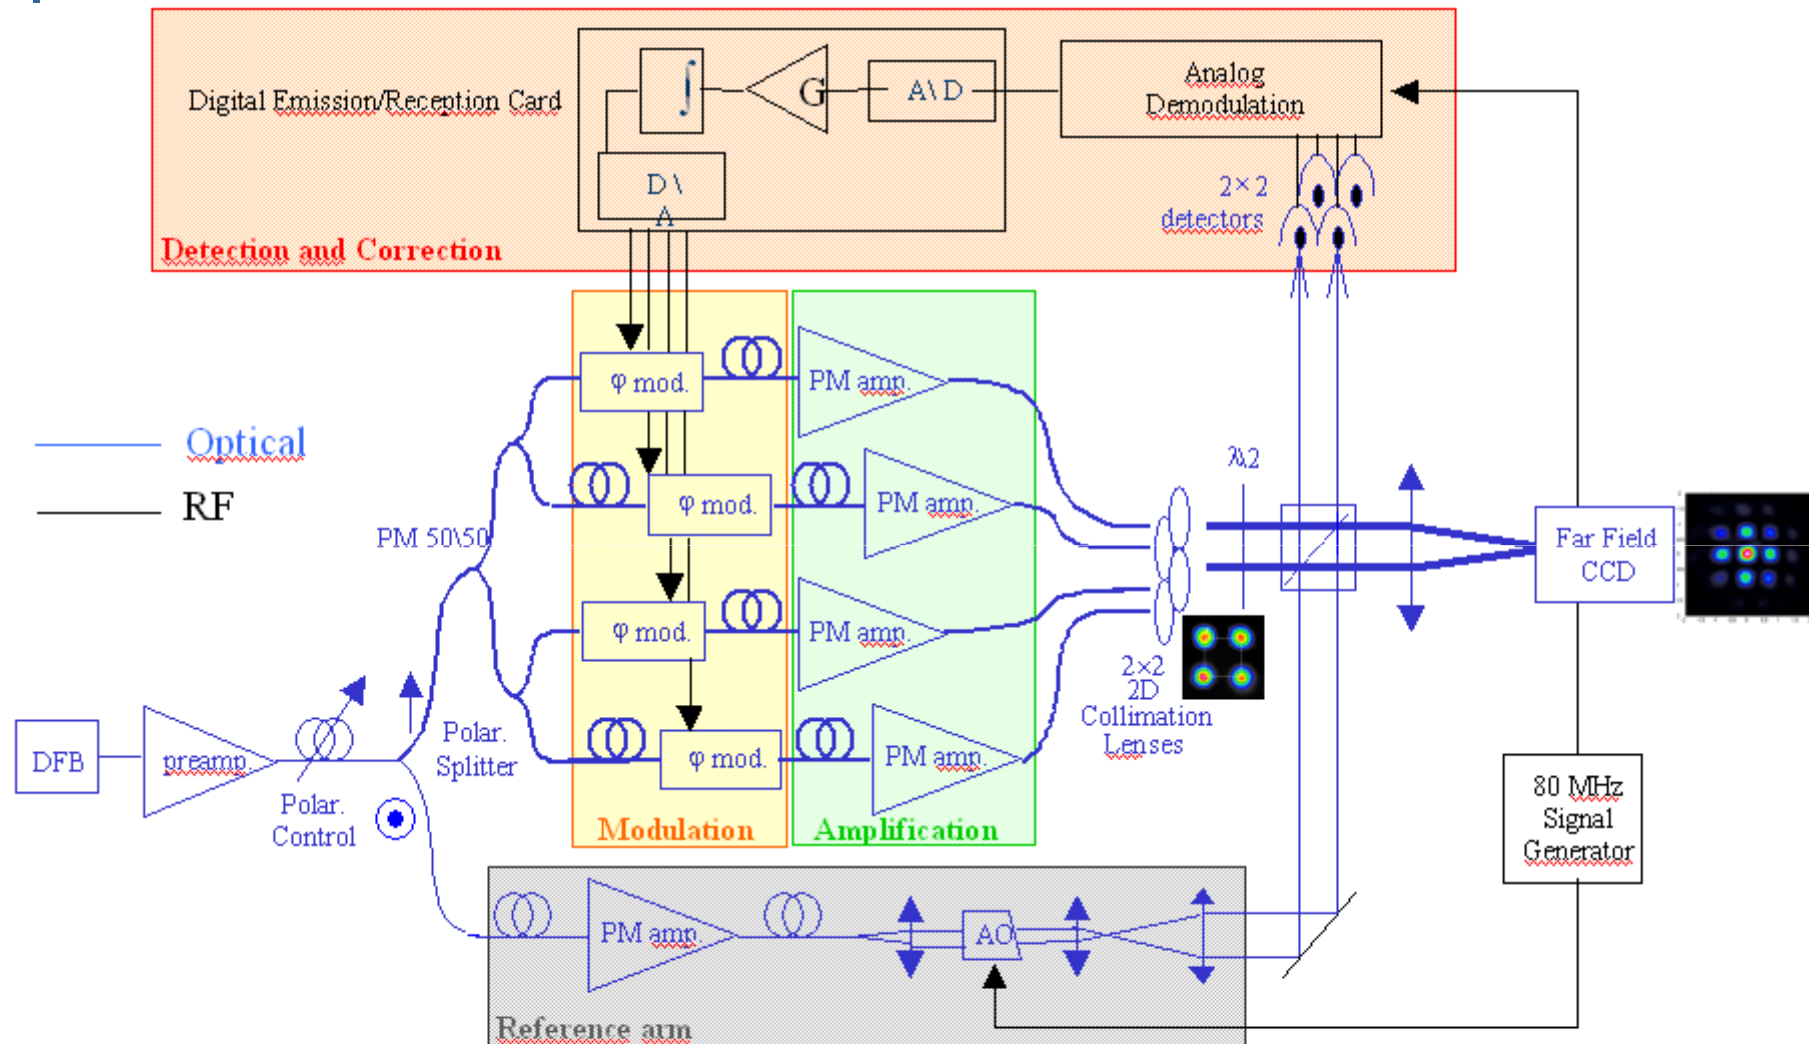 Digital Emission/Reception Card
∫
G
A\ D
Analog
Demodulation
D \
A
2× 2
detectors
Detection and Correction
φ mod.
PM amp.
Optical
RF
φ mod.
PM amp.
λ\2
PM 50\50
Far Field
CCD
φ mod.
PM amp.
2×2
2D
Collimation
Lenses
Polar.
Splitter
φ mod.
PM amp.
DFB
preamp.
Polar.
Control
80 MHz
Signal
Generator
Modulation
Amplification
PM amp.
AO
Reference arm